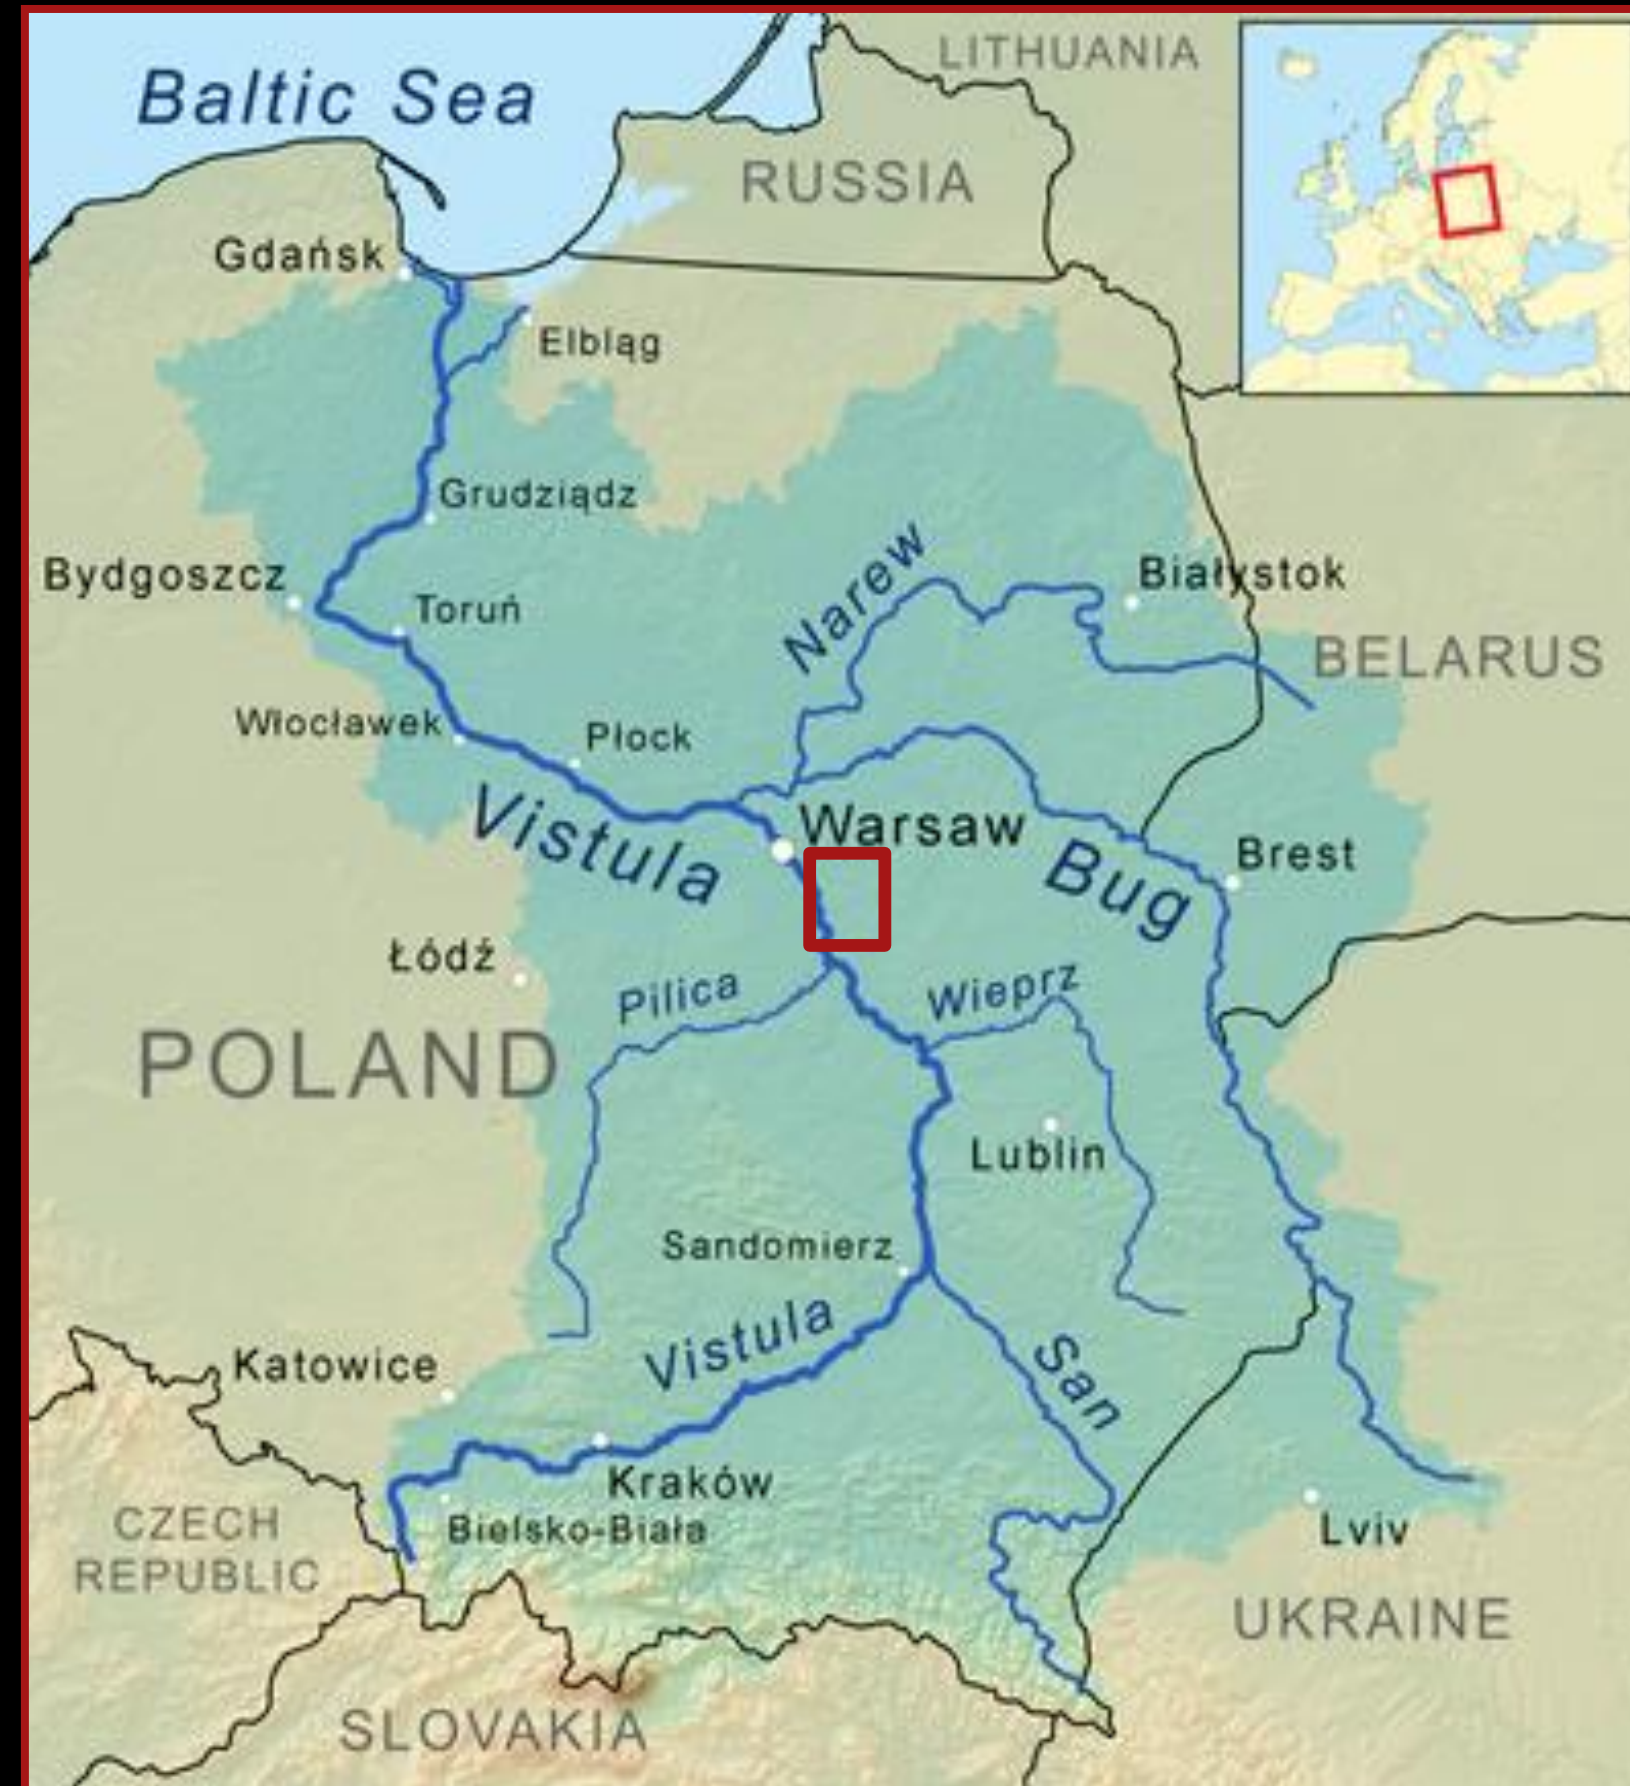 LITHUANIA
Baltic Sea
RUSSIA
Gdańsk
Elbląg
Grudziądz
Narew
Bydgoszcz
Białystok
Toruń
BELARUS
Włocławek
Płock
Vistula
Warsaw
Bug
Brest
Łódź
Pilica
Wieprz
POLAND
Lublin
Sandomierz
Vistula
San
Katowice
Kraków
CZECH
REPUBLIC
Bielsko-Biała
Lviv
UKRAINE
SLOVAKIA